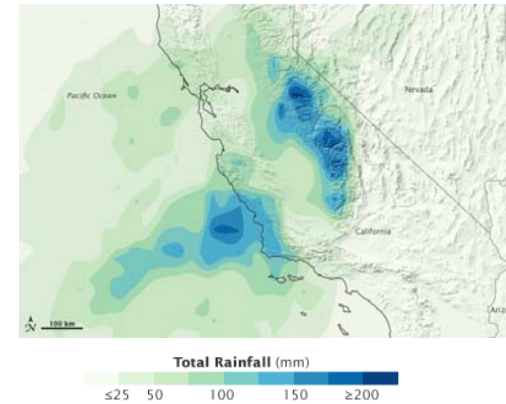 Pacific Ocean
Nevada
California
Ariz
N
100 km
Total Rainfall (mm)
≤25 50 100 150 ≥200